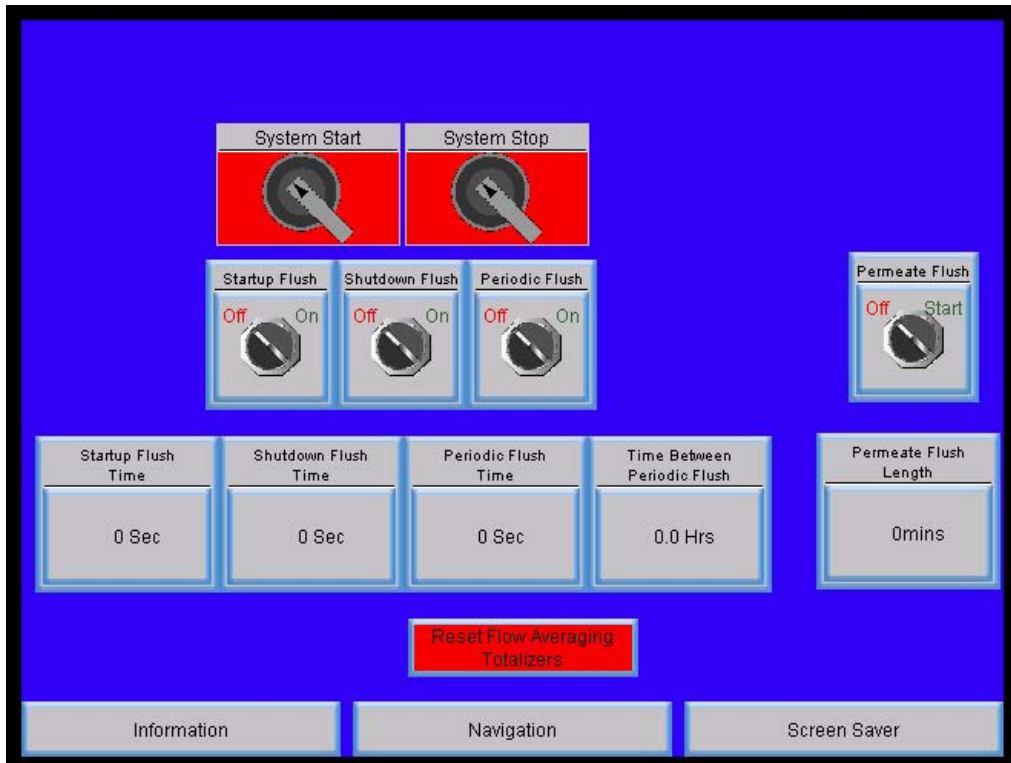 System Start
System Stop
Startup Flush
Shutdown Flush
Periodic Flush
Permeate Flush
Off On
Off On
Off On
Off Start
Startup Flush
Time
Shutdown Flush
Time
Periodic Flush
Time
Time Between
Periodic Flush
Permeate Flush
Length
0 Sec
0 Sec
0 Sec
0.0 Hrs
0mins
Reset Flow Averaging
Totalizers
Information
Navigation
Screen Saver